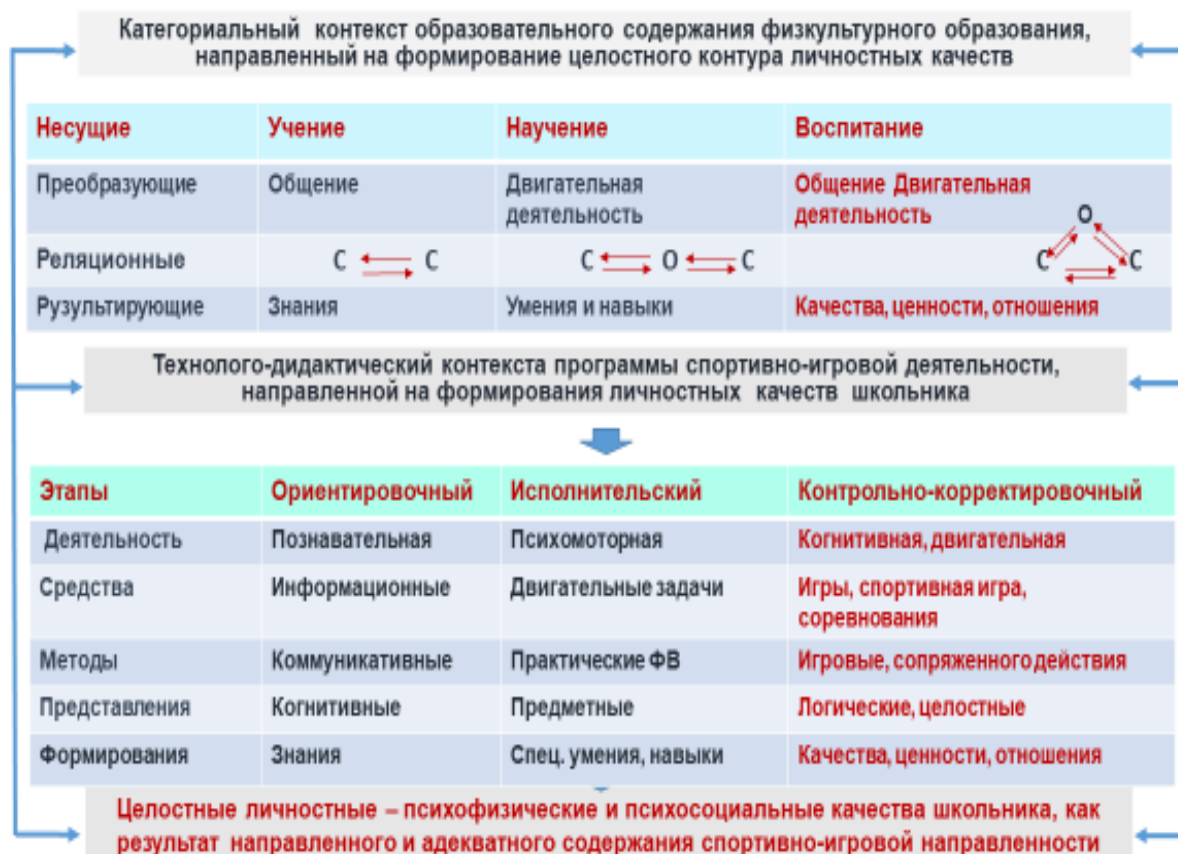 Категориальный контекст образовательного содержания физкультурного образования,
направленный на формирование целостного контура личностных качеств
Несущие Учение Научение Воспитание
Преобразующие Общение Двигательная деятельность Общение Двигательная деятельность
Реляционные С С С О С О С С
Рузультирующие Знания Умения и навыки Качества, ценности, отношения
Технолого-дидактический контекста программы спортивно-игровой деятельности,
направленной на формирования личностных качеств школьника
Этапы Ориентировочный Исполнительский Контрольно-корректировочный
Деятельность Познавательная Психомоторная Когнитивная, двигательная
Средства Информационные Двигательные задачи Игры, спортивная игра, соревнования
Методы Коммуникативные Практические ФВ Игровые, сопряженного действия
Представления Когнитивные Предметные Логические, целостные
Формирования Знания Спец. умения, навыки Качества, ценности, отношения
Целостные личностные – психофизические и психосоциальные качества школьника, как
результат направленного и адекватного содержания спортивно-игровой направленности